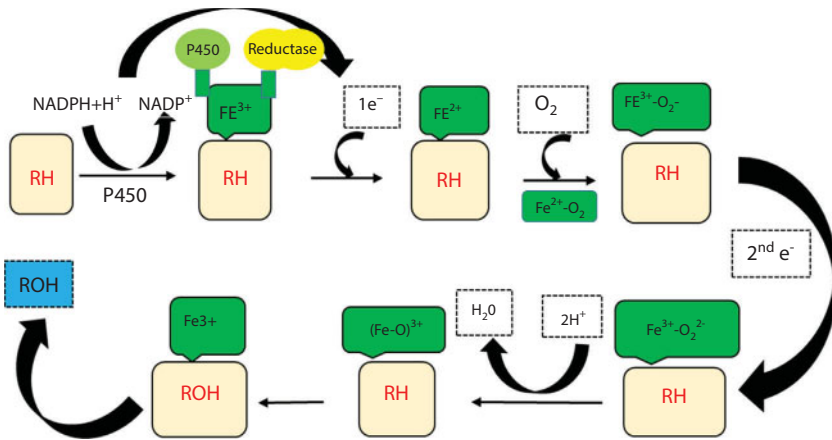 P450
Reductase
NADPH+H⁺
NADP⁺
FE³⁺
1e⁻
FE²⁺
O₂
FE³⁺-O₂-
RH
P450
RH
RH
Fe²⁺-O₂
RH
2ⁿᵈ e⁻
ROH
Fe3+
(Fe-O)³⁺
H₂0
2H⁺
Fe³⁺-O₂²⁻
ROH
RH
RH